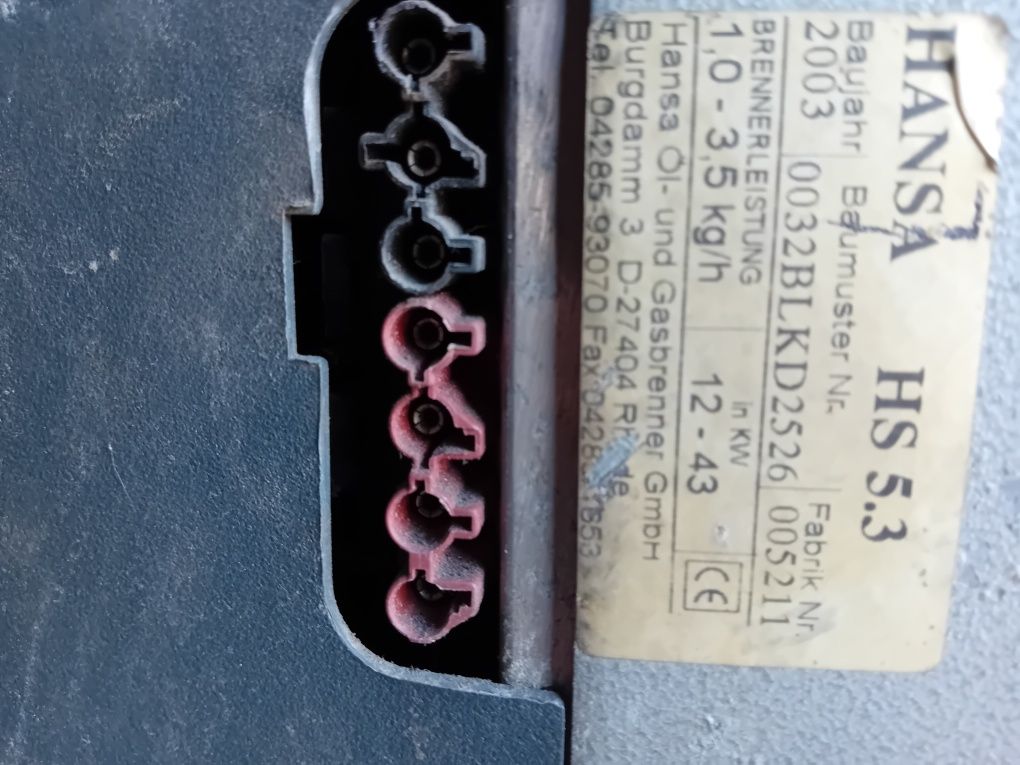 HANSA HS 5.3
Baujahr Baumuster Nr. Fabrik Nr.
2003 0032BLKD2526 005211
BRENNERLEISTUNG in KW
1,0 - 3,5 kg/h 12 - 43 CE
Hansa Öl- und Gasbrenner GmbH
Burgdamm 3 D-27404
Tel. 04285-93070 Fax